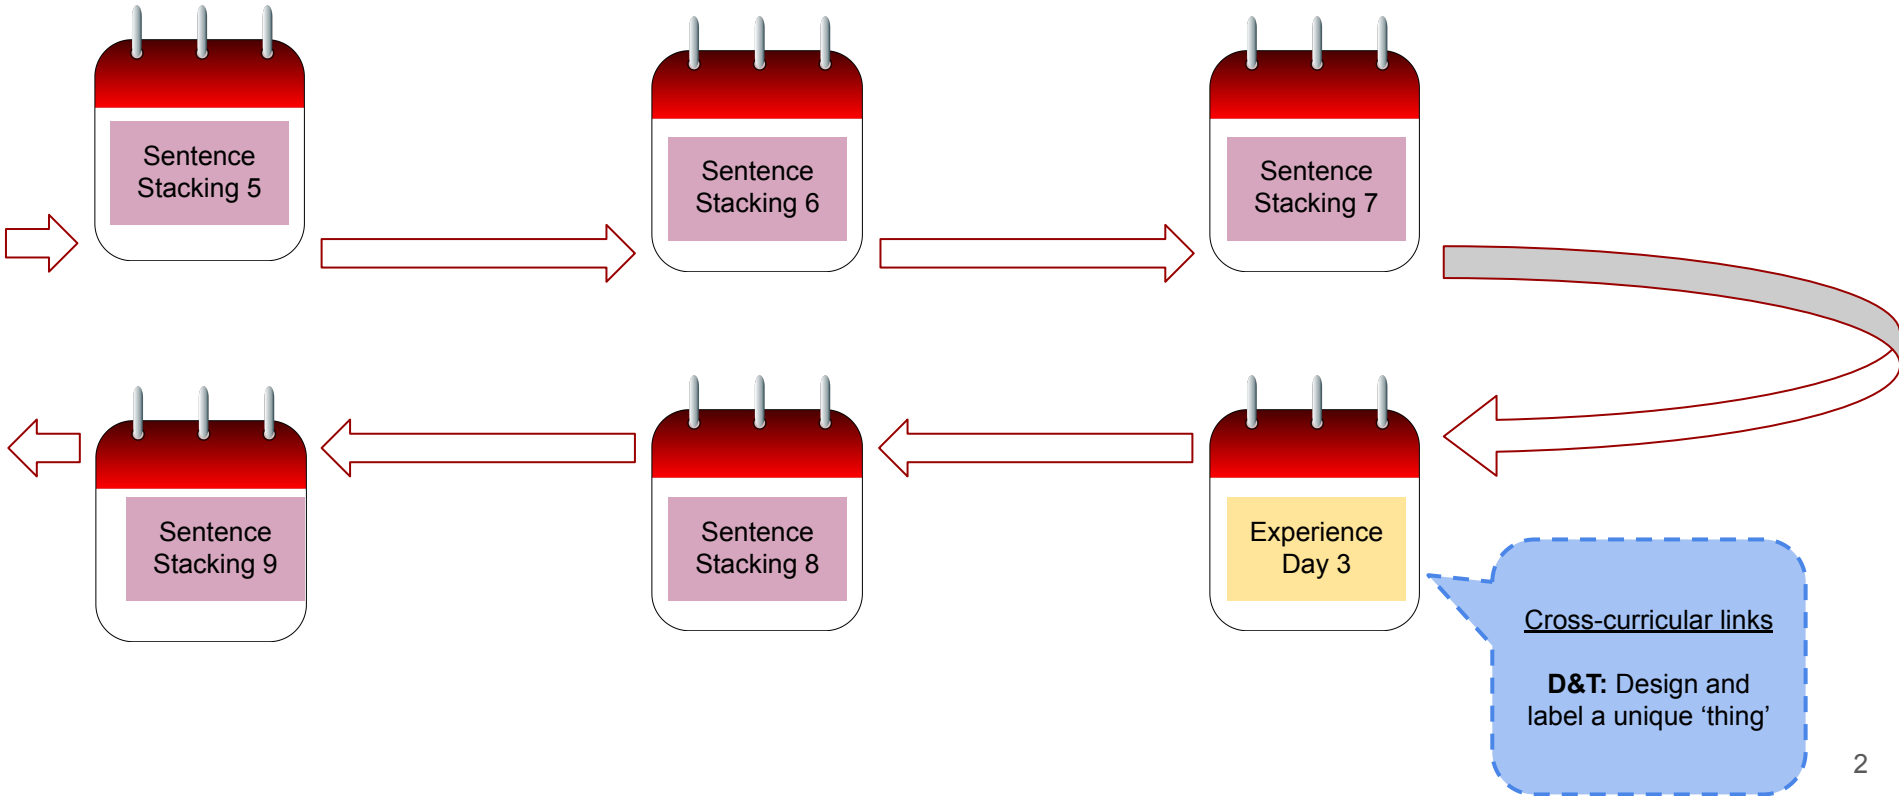 Sentence
Stacking 5
Sentence
Stacking 6
Sentence
Stacking 7
Sentence
Stacking 9
Sentence
Stacking 8
Experience
Day 3
Cross-curricular links
D&T: Design and
label a unique ‘thing’
2